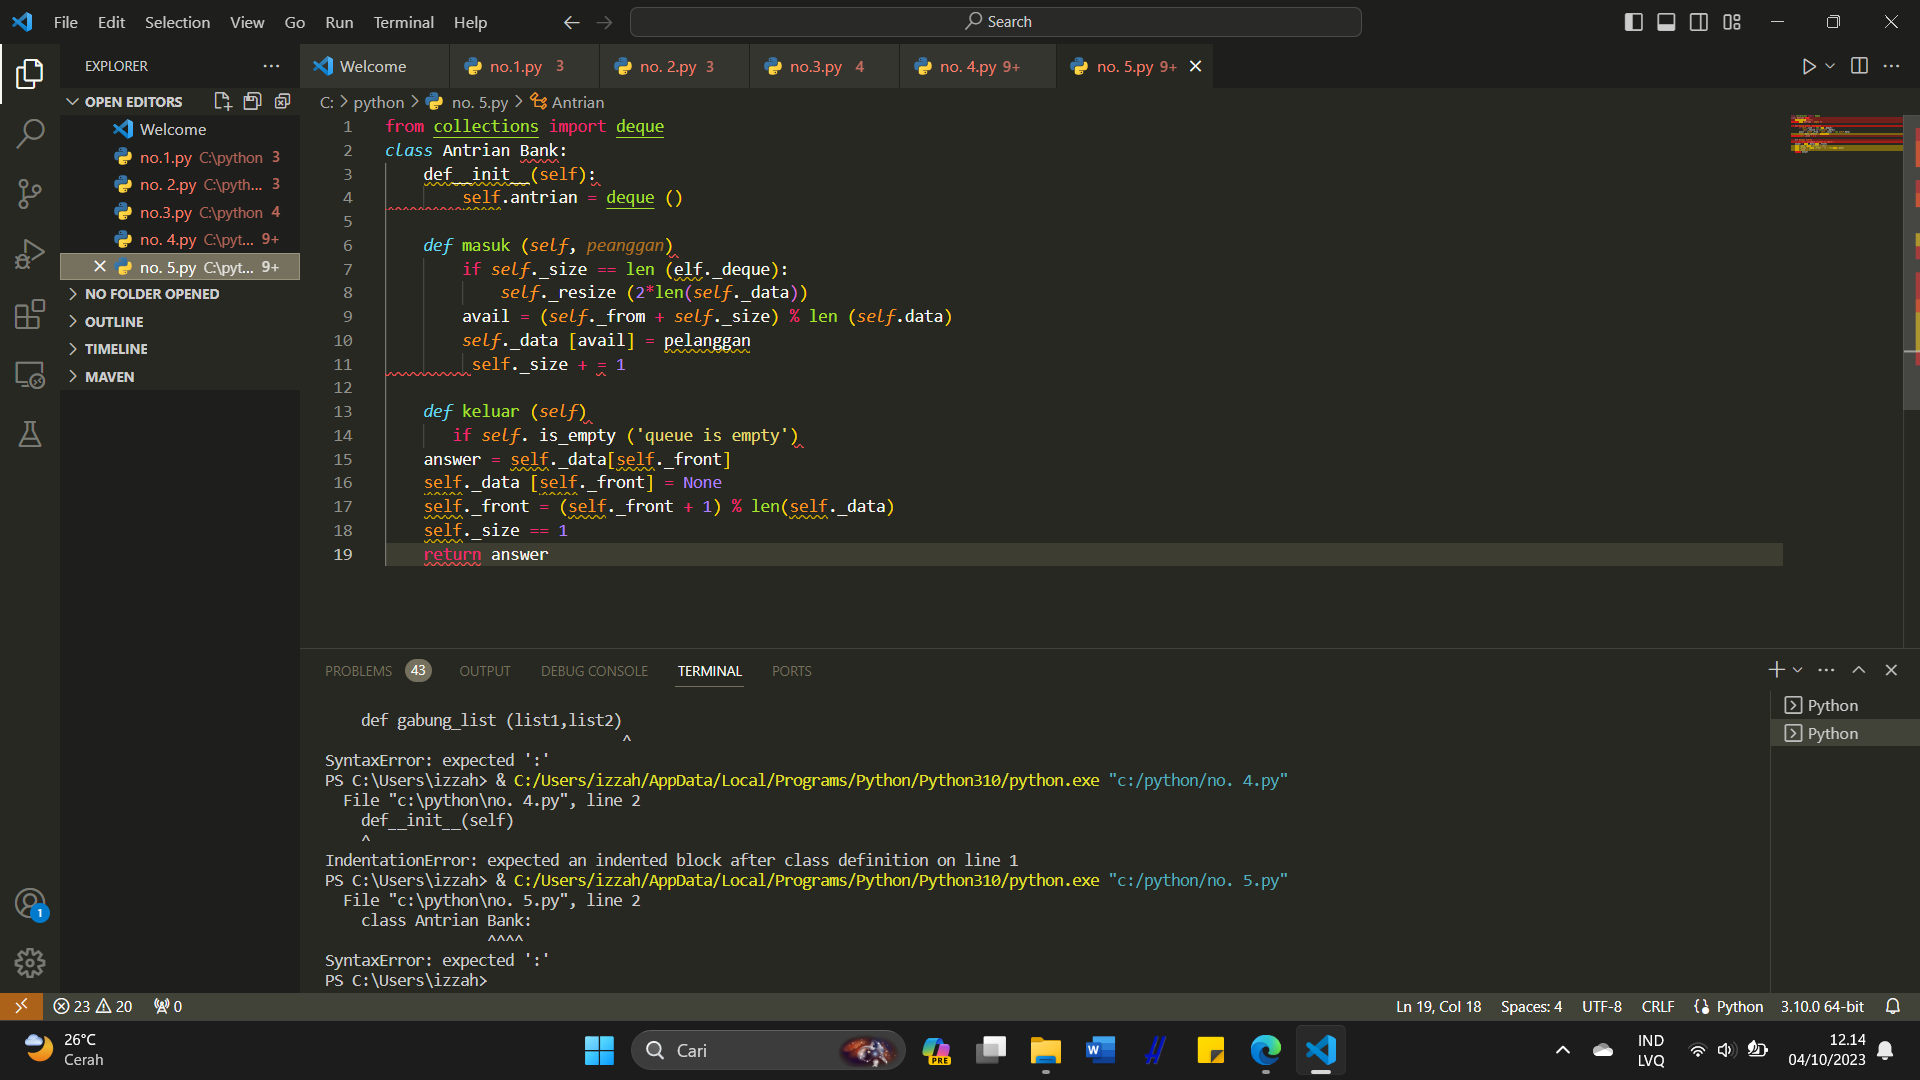 File Edit Selection View Go Run Terminal Help
Search
EXPLORER
OPEN EDITORS
Welcome
no.1.py C:\python 3
no. 2.py C:\pyth... 3
no.3.py C:\python 4
no. 4.py C:\pyt... 9+
no. 5.py C:\pyt... 9+
NO FOLDER OPENED
OUTLINE
TIMELINE
MAVEN
Welcome no.1.py 3 no. 2.py 3 no.3.py 4 no. 4.py 9+ no. 5.py 9+
C: > python > no. 5.py > Antrian
1 from collections import deque
2 class Antrian Bank:
3 def__init__(self):
4 self.antrian = deque ()
5
6 def masuk (self, peanggan)
7 if self._size == len (elf._deque):
8 self._resize (2*len(self._data))
9 avail = (self._from + self._size) % len (self.data)
10 self._data [avail] = pelanggan
11 self._size + = 1
12
13 def keluar (self)
14 if self. is_empty ('queue is empty')
15 answer = self._data[self._front]
16 self._data [self._front] = None
17 self._front = (self._front + 1) % len(self._data)
18 self._size == 1
19 return answer
PROBLEMS 43 OUTPUT DEBUG CONSOLE TERMINAL PORTS
Python
Python
def gabung_list (list1,list2)
^
SyntaxError: expected ':'
PS C:\Users\izzah> & C:/Users/izzah/AppData/Local/Programs/Python/Python310/python.exe "c:/python/no. 4.py"
File "c:\python\no. 4.py", line 2
def__init__(self)
^
IndentationError: expected an indented block after class definition on line 1
PS C:\Users\izzah> & C:/Users/izzah/AppData/Local/Programs/Python/Python310/python.exe "c:/python/no. 5.py"
File "c:\python\no. 5.py", line 2
class Antrian Bank:
^^^^
SyntaxError: expected ':'
PS C:\Users\izzah>
1
23 20 0
Ln 19, Col 18 Spaces: 4 UTF-8 CRLF Python 3.10.0 64-bit
26°C
Cerah
Cari
PRE
IND
LVQ
12.14
04/10/2023